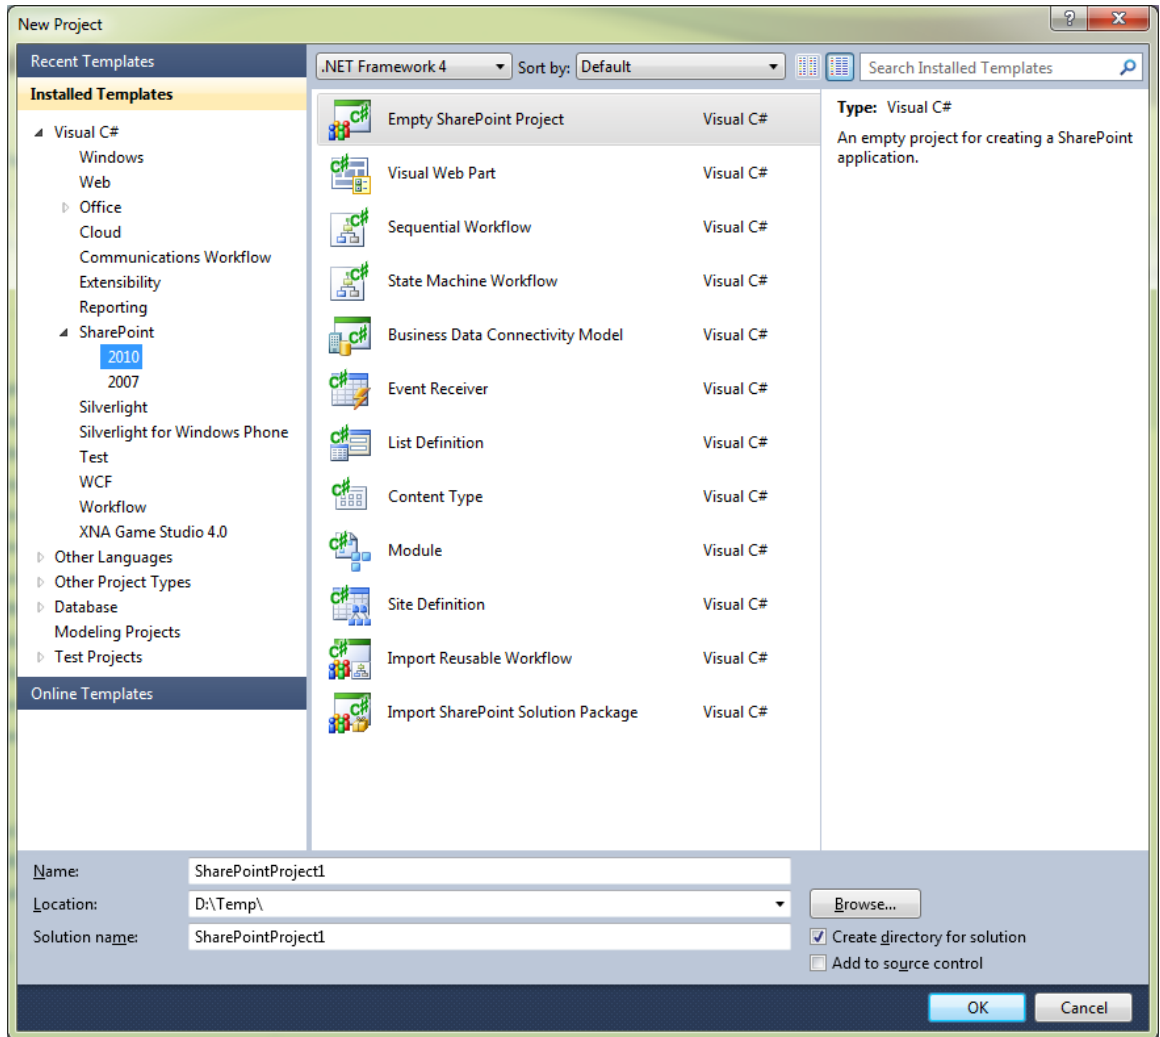 New Project
Recent Templates
Installed Templates
Visual C#
Windows
Web
Office
Cloud
Communications Workflow
Extensibility
Reporting
SharePoint
2010
2007
Silverlight
Silverlight for Windows Phone
Test
WCF
Workflow
XNA Game Studio 4.0
Other Languages
Other Project Types
Database
Modeling Projects
Test Projects
Online Templates
.NET Framework 4 Sort by: Default Search Installed Templates
Empty SharePoint Project Visual C#
Visual Web Part Visual C#
Sequential Workflow Visual C#
State Machine Workflow Visual C#
Business Data Connectivity Model Visual C#
Event Receiver Visual C#
List Definition Visual C#
Content Type Visual C#
Module Visual C#
Site Definition Visual C#
Import Reusable Workflow Visual C#
Import SharePoint Solution Package Visual C#
Type: Visual C#
An empty project for creating a SharePoint
application.
Name: SharePointProject1
Location: D:\Temp\ Browse...
Solution name: SharePointProject1 Create directory for solution
Add to source control
OK Cancel